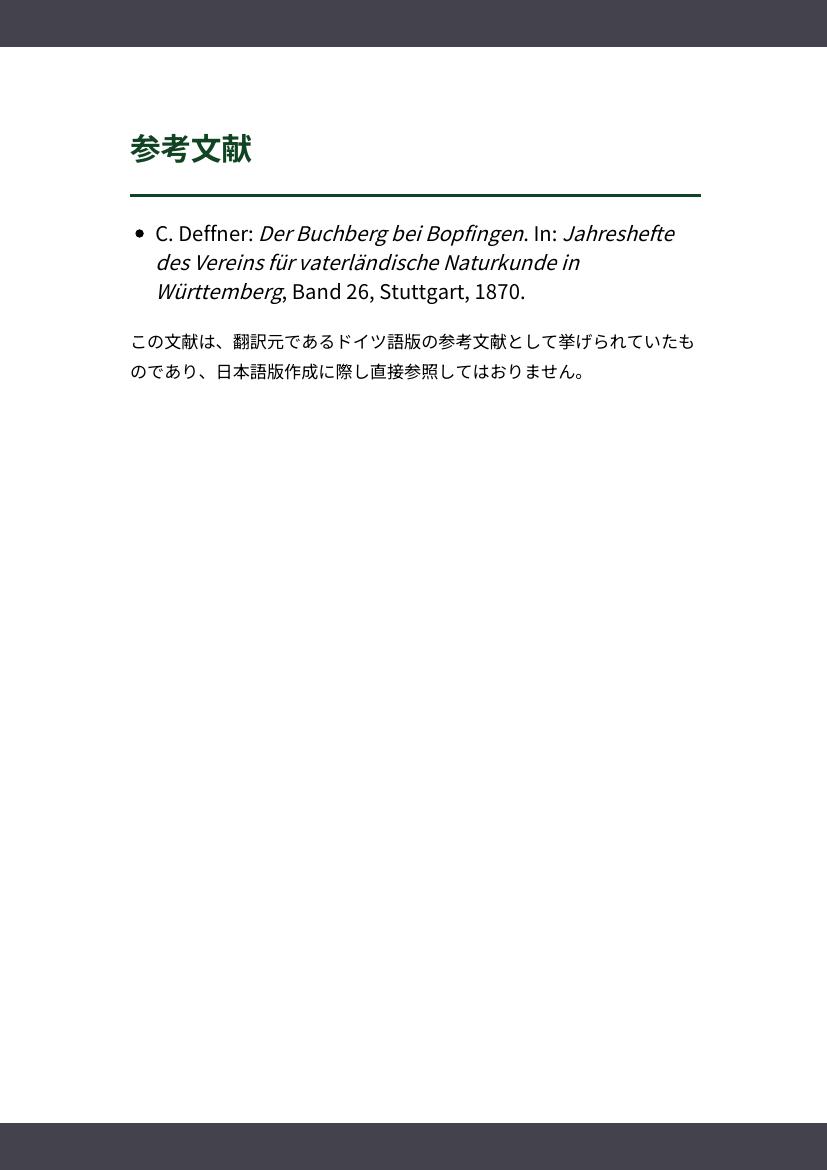 参考文献
• C. Deffner: Der Buchberg bei Bopfingen. In: Jahreshefte
des Vereins für vaterländische Naturkunde in
Württemberg, Band 26, Stuttgart, 1870.
この文献は、翻訳元であるドイツ語版の参考文献として挙げられていたも
のであり、日本語版作成に際し直接参照してはおりません。